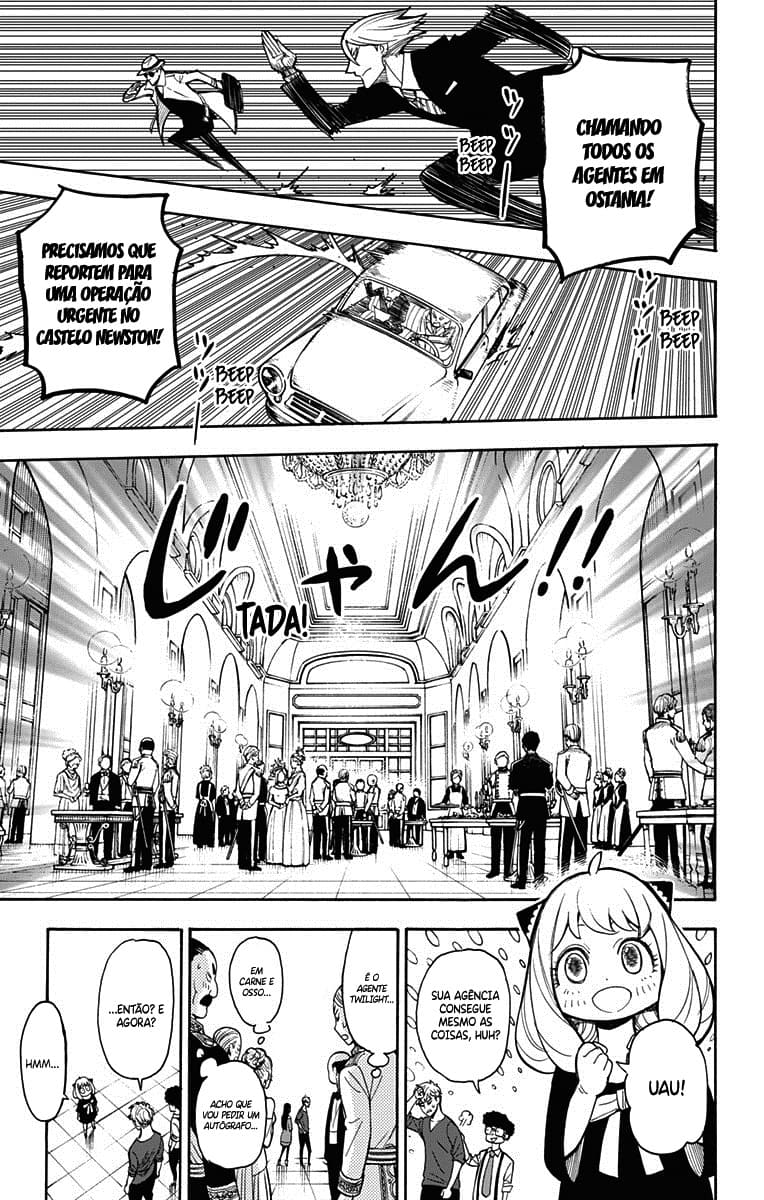 CHAMANDO
TODOS OS
AGENTES EM
OSTANIA!
BEEP
BEEP
PRECISAMOS QUE
REPORTEM PARA
UMA OPERAÇÃO
URGENTE NO
CASTELO NEWSTON!
BEEP
BEEP
BEEP
BEEP
じゃん!!
TADA!
UAU!
SUA AGÊNCIA
CONSEGUE
MESMO AS
COISAS, HUH?
É O
AGENTE
TWILIGHT...
EM
CARNE E
OSSO...
ACHO QUE
VOU PEDIR UM
AUTÓGRAFO...
...ENTÃO? E
AGORA?
HMM...